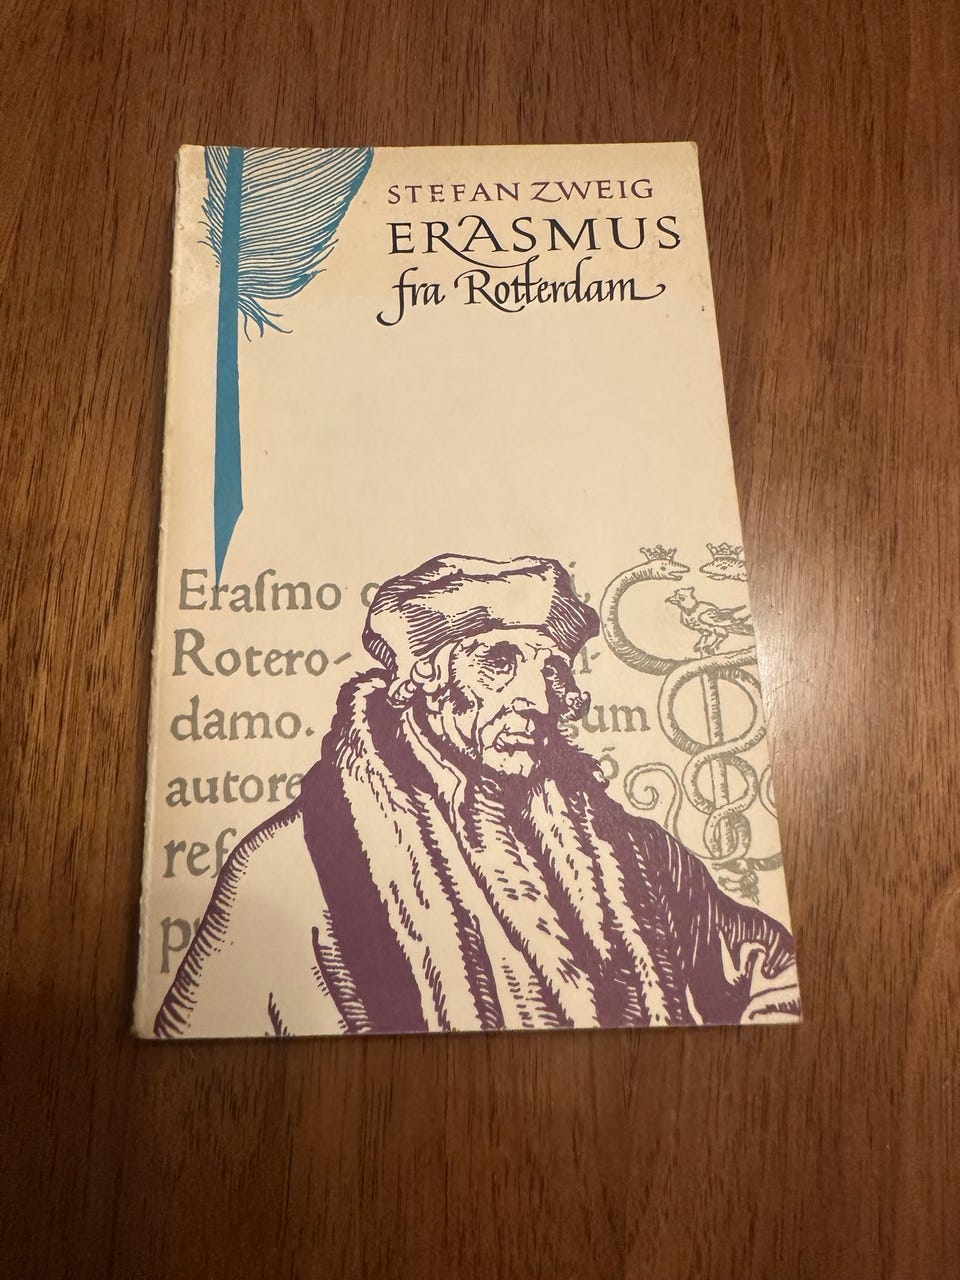 STEFAN ZWEIG
ERASMUS
fra Rotterdam
Eraſmo
Rotero-
damo.
autore